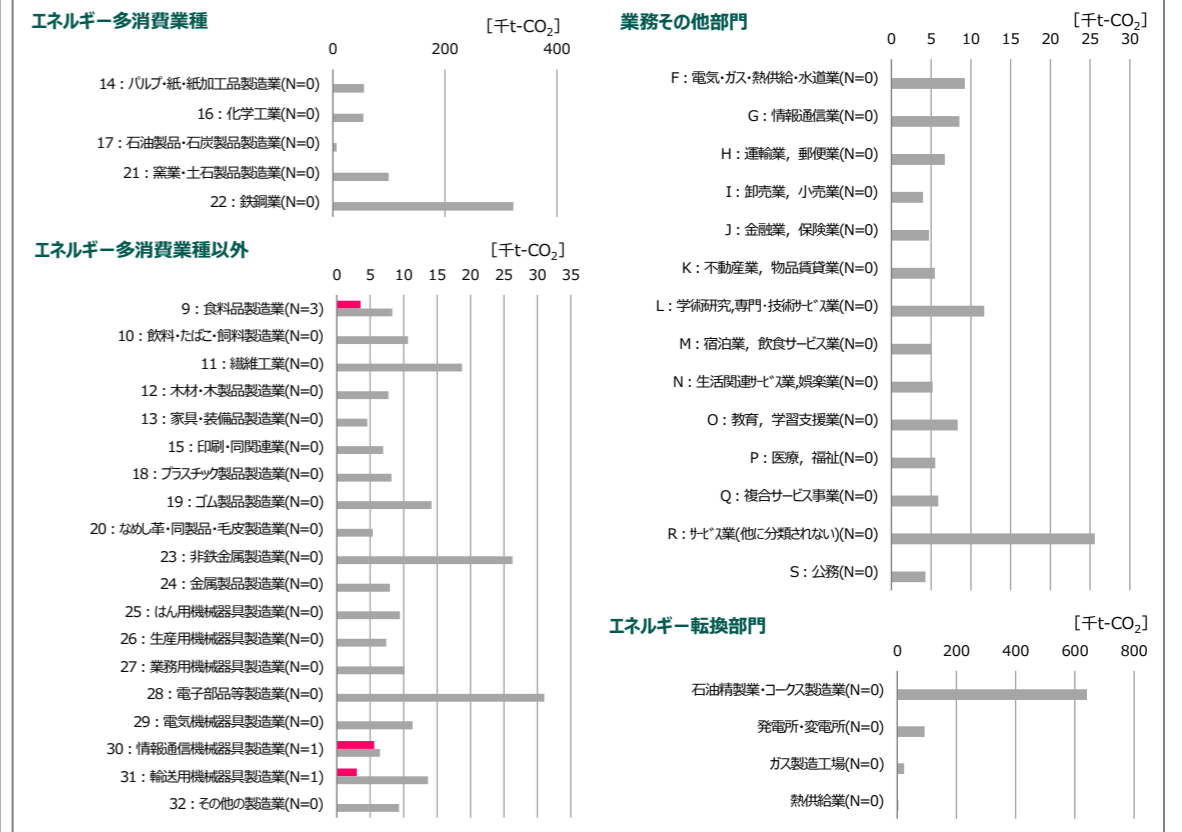 エネルギー多消費業種
[千t-CO2]
0 200 400
14：パルプ・紙・紙加工品製造業(N=0)
16：化学工業(N=0)
17：石油製品・石炭製品製造業(N=0)
21：窯業・土石製品製造業(N=0)
22：鉄鋼業(N=0)
エネルギー多消費業種以外
[千t-CO2]
0 5 10 15 20 25 30 35
9：食料品製造業(N=3)
10：飲料・たばこ・飼料製造業(N=0)
11：繊維工業(N=0)
12：木材・木製品製造業(N=0)
13：家具・装備品製造業(N=0)
15：印刷・同関連業(N=0)
18：プラスチック製品製造業(N=0)
19：ゴム製品製造業(N=0)
20：なめし革・同製品・毛皮製造業(N=0)
23：非鉄金属製造業(N=0)
24：金属製品製造業(N=0)
25：はん用機械器具製造業(N=0)
26：生産用機械器具製造業(N=0)
27：業務用機械器具製造業(N=0)
28：電子部品等製造業(N=0)
29：電気機械器具製造業(N=0)
30：情報通信機械器具製造業(N=1)
31：輸送用機械器具製造業(N=1)
32：その他の製造業(N=0)
業務その他部門
[千t-CO2]
0 5 10 15 20 25 30
F：電気・ガス・熱供給・水道業(N=0)
G：情報通信業(N=0)
H：運輸業，郵便業(N=0)
I：卸売業，小売業(N=0)
J：金融業，保険業(N=0)
K：不動産業，物品賃貸業(N=0)
L：学術研究,専門・技術ｻｰﾋﾞｽ業(N=0)
M：宿泊業，飲食サービス業(N=0)
N：生活関連ｻｰﾋﾞｽ業,娯楽業(N=0)
O：教育，学習支援業(N=0)
P：医療，福祉(N=0)
Q：複合サービス事業(N=0)
R：ｻｰﾋﾞｽ業(他に分類されない)(N=0)
S：公務(N=0)
エネルギー転換部門
[千t-CO2]
0 200 400 600 800
石油精製業・コークス製造業(N=0)
発電所・変電所(N=0)
ガス製造工場(N=0)
熱供給業(N=0)